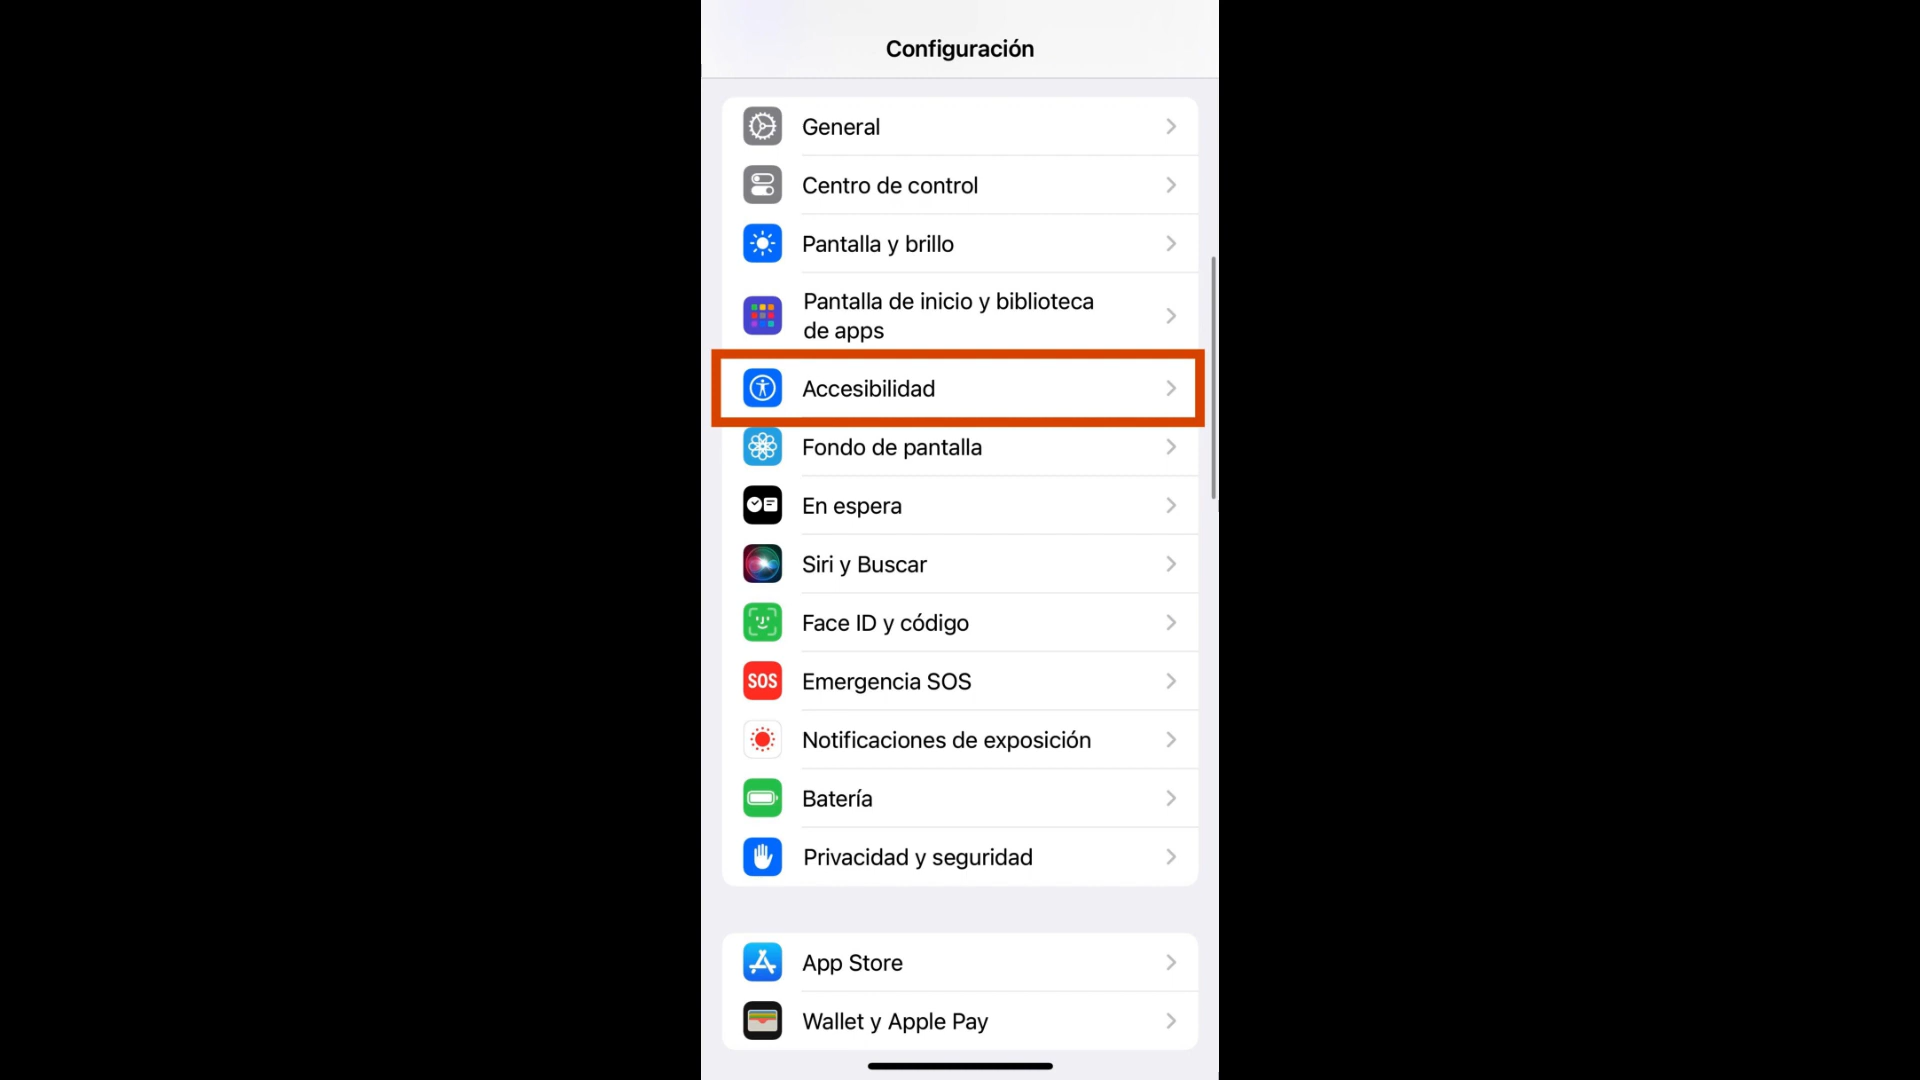 Configuración
General
Centro de control
Pantalla y brillo
Pantalla de inicio y biblioteca
de apps
Accesibilidad
Fondo de pantalla
En espera
Siri y Buscar
Face ID y código
SOS Emergencia SOS
Notificaciones de exposición
Batería
Privacidad y seguridad
App Store
Wallet y Apple Pay